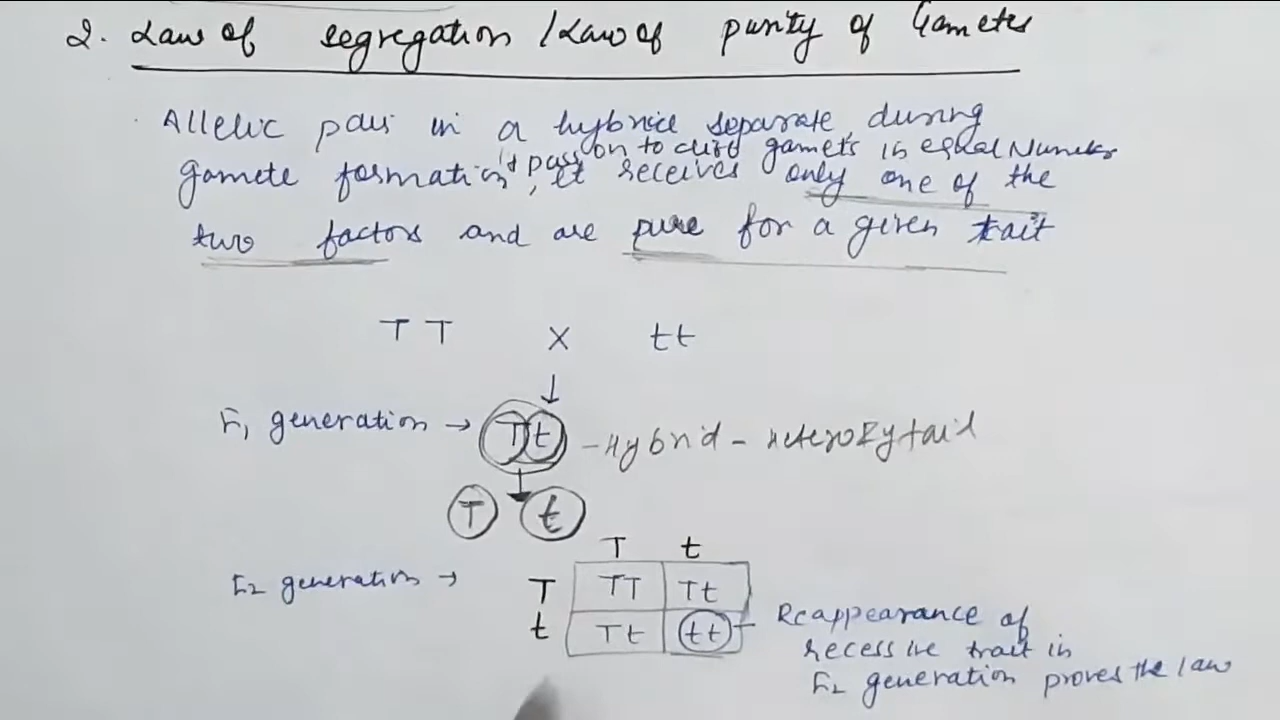 2. Law of segregation / Law of purity of Gametes
Allelic pair in a hybrid separate during
gamete formation, & pass on to diff gamets in equal Number
it receives only one of the
two factors and are pure for a given trait
T T X tt
F1 generation → Tt - Hybrid -
T t
T t
F2 generation → T TT Tt
t Tt tt - Reappearance of
recessive trait in
F2 generation proves the law